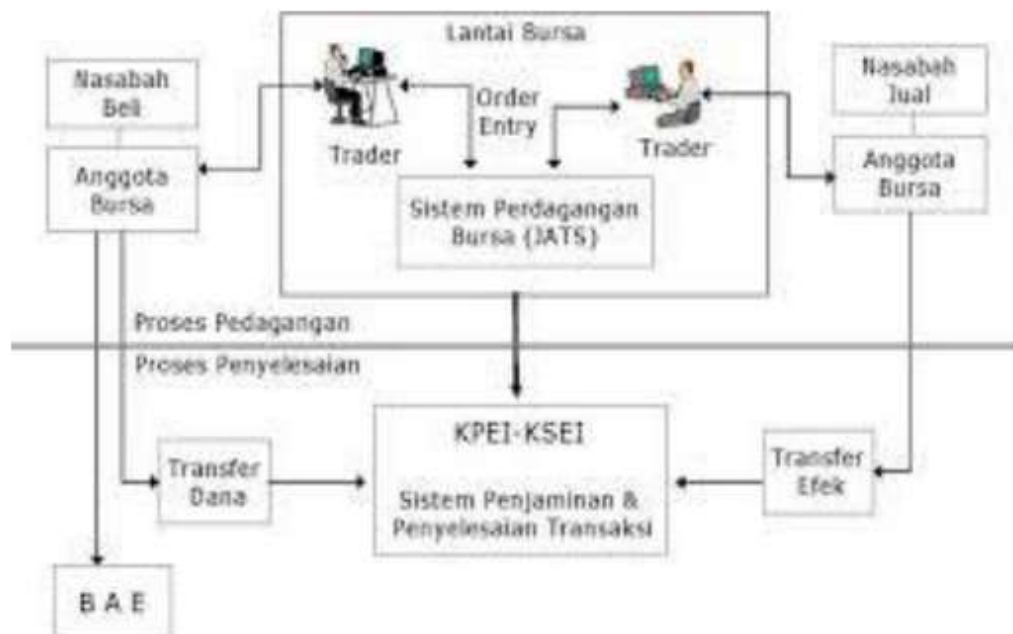 Lantai Bursa
Nasabah
Beli
Anggota
Bursa
Trader
Order
Entry
Trader
Nasabah
Jual
Anggota
Bursa
Sistem Perdagangan
Bursa (JATS)
Proses Pedagangan
Proses Penyelesaian
Transfer
Dana
KPEI-KSEI
Sistem Penjaminan &
Penyelesaian Transaksi
Transfer
Efek
B A E